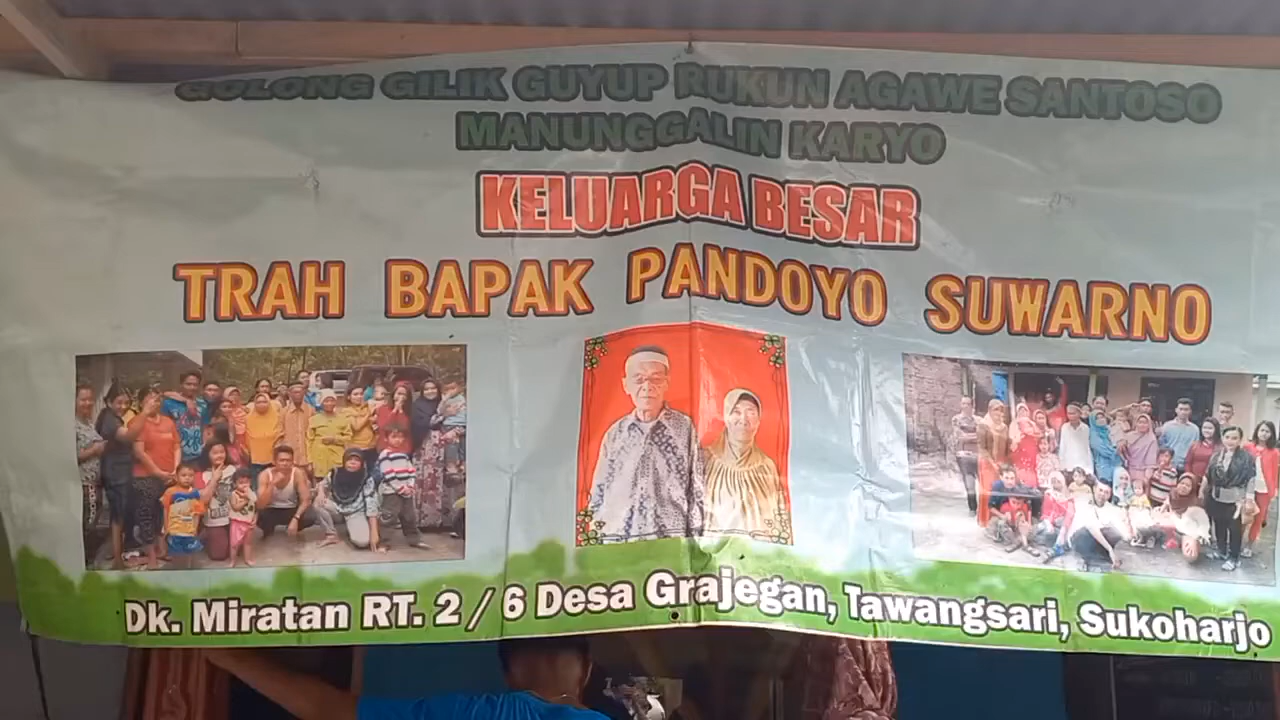 GOLONG GILIK GUYUP RUKUN AGAWE SANTOSO
MANUNGGALIN KARYO
KELUARGA BESAR
TRAH BAPAK PANDOYO SUWARNO
Dk. Miratan RT. 2 / 6 Desa Grajegan, Tawangsari, Sukoharjo